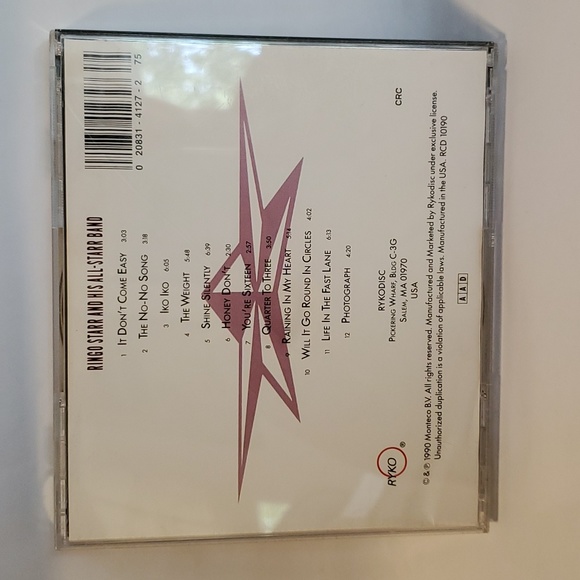 RINGO STARR AND HIS ALL-STARR BAND
0 20831-4127-2 75
1 IT DON'T COME EASY 3:03
2 THE NO-NO SONG 3:18
3 IKO IKO 6:05
4 THE WEIGHT 5:48
5 SHINE SILENTLY 6:39
6 HONEY DON'T 2:30
7 YOU'RE SIXTEEN 2:57
8 QUARTER TO THREE 3:50
9 RAINING IN MY HEART 5:14
10 WILL IT GO ROUND IN CIRCLES 4:02
11 LIFE IN THE FAST LANE 6:13
12 PHOTOGRAPH 4:20
RYKODISC
PICKERING WHARF, BLDG C-3G
SALEM, MA 01970
USA
CRC
RYKO®
© & ℗ 1990 Monteco B.V. All rights reserved. Manufactured and Marketed by Rykodisc under exclusive license.
Unauthorized duplication is a violation of applicable laws. Manufactured in the USA. RCD 10190
AAD